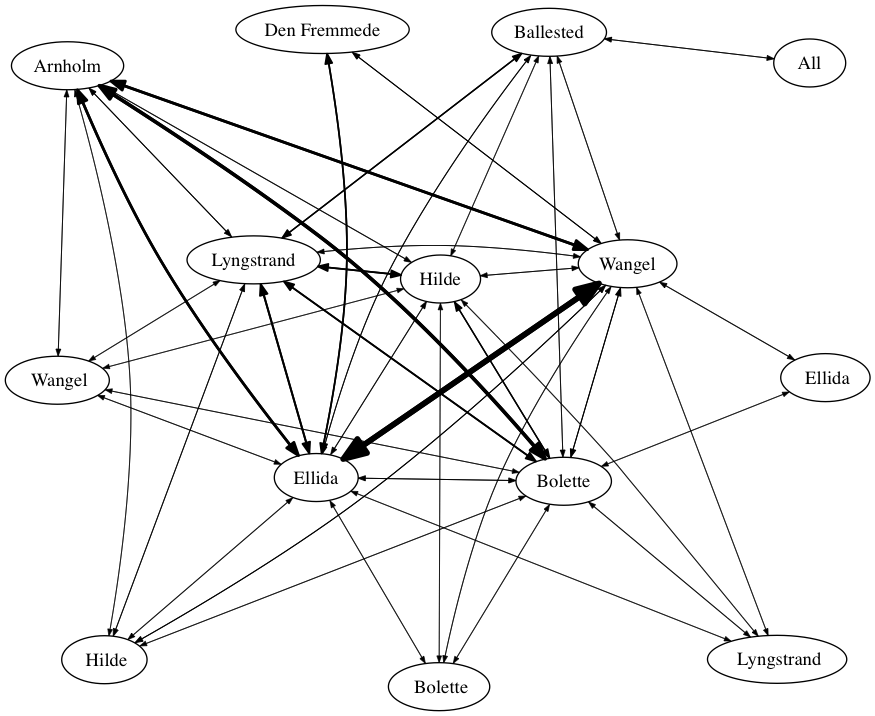 Den Fremmede
Ballested
All
Arnholm
Lyngstrand
Hilde
Wangel
Wangel
Ellida
Ellida
Bolette
Hilde
Bolette
Lyngstrand